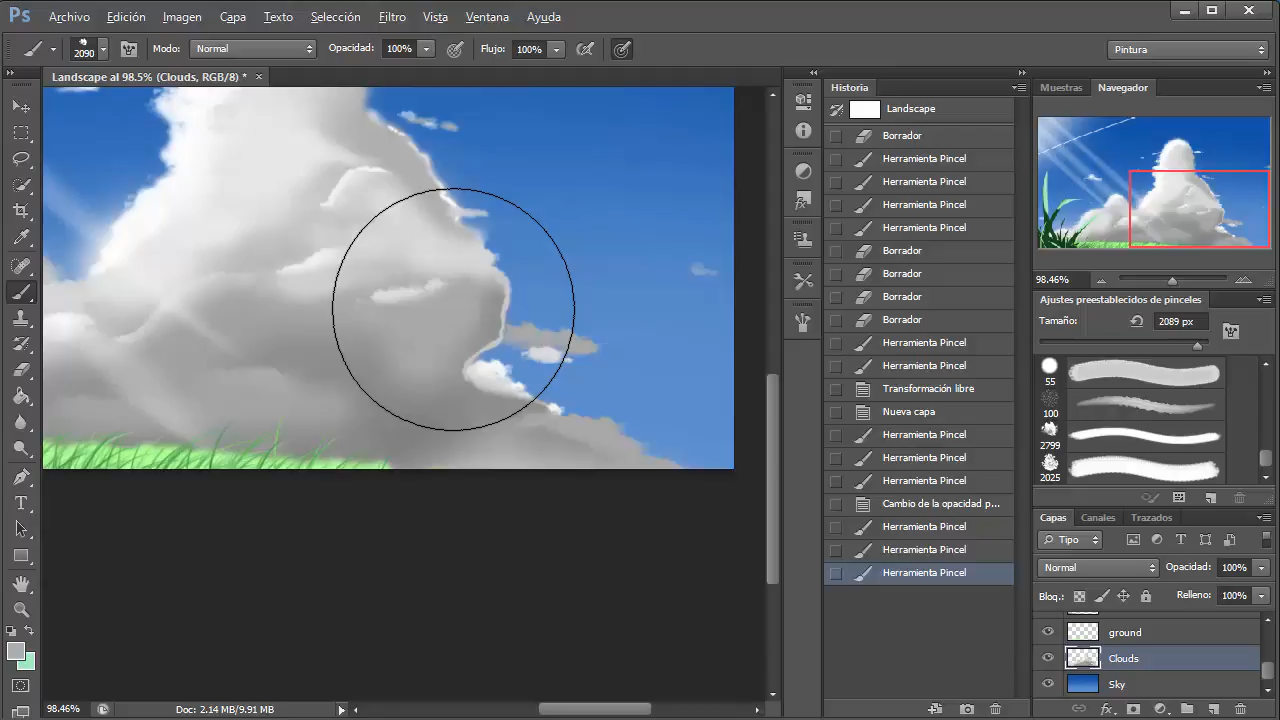 Ps Archivo Edición Imagen Capa Texto Selección Filtro Vista Ventana Ayuda
2090 Modo: Normal Opacidad: 100% Flujo: 100% Pintura
Landscape al 98.5% (Clouds, RGB/8) * ×
Historia
Landscape
Borrador
Herramienta Pincel
Herramienta Pincel
Herramienta Pincel
Herramienta Pincel
Borrador
Borrador
Borrador
Borrador
Herramienta Pincel
Herramienta Pincel
Transformación libre
Nueva capa
Herramienta Pincel
Herramienta Pincel
Herramienta Pincel
Cambio de la opacidad p...
Herramienta Pincel
Herramienta Pincel
Herramienta Pincel
Muestras Navegador
98.46%
Ajustes preestablecidos de pinceles
Tamaño: 2089 px
55
100
2799
2025
Capas Canales Trazados
Tipo
Normal Opacidad: 100%
Bloq.: Relleno: 100%
ground
Clouds
Sky
98.46% Doc: 2.14 MB/9.91 MB